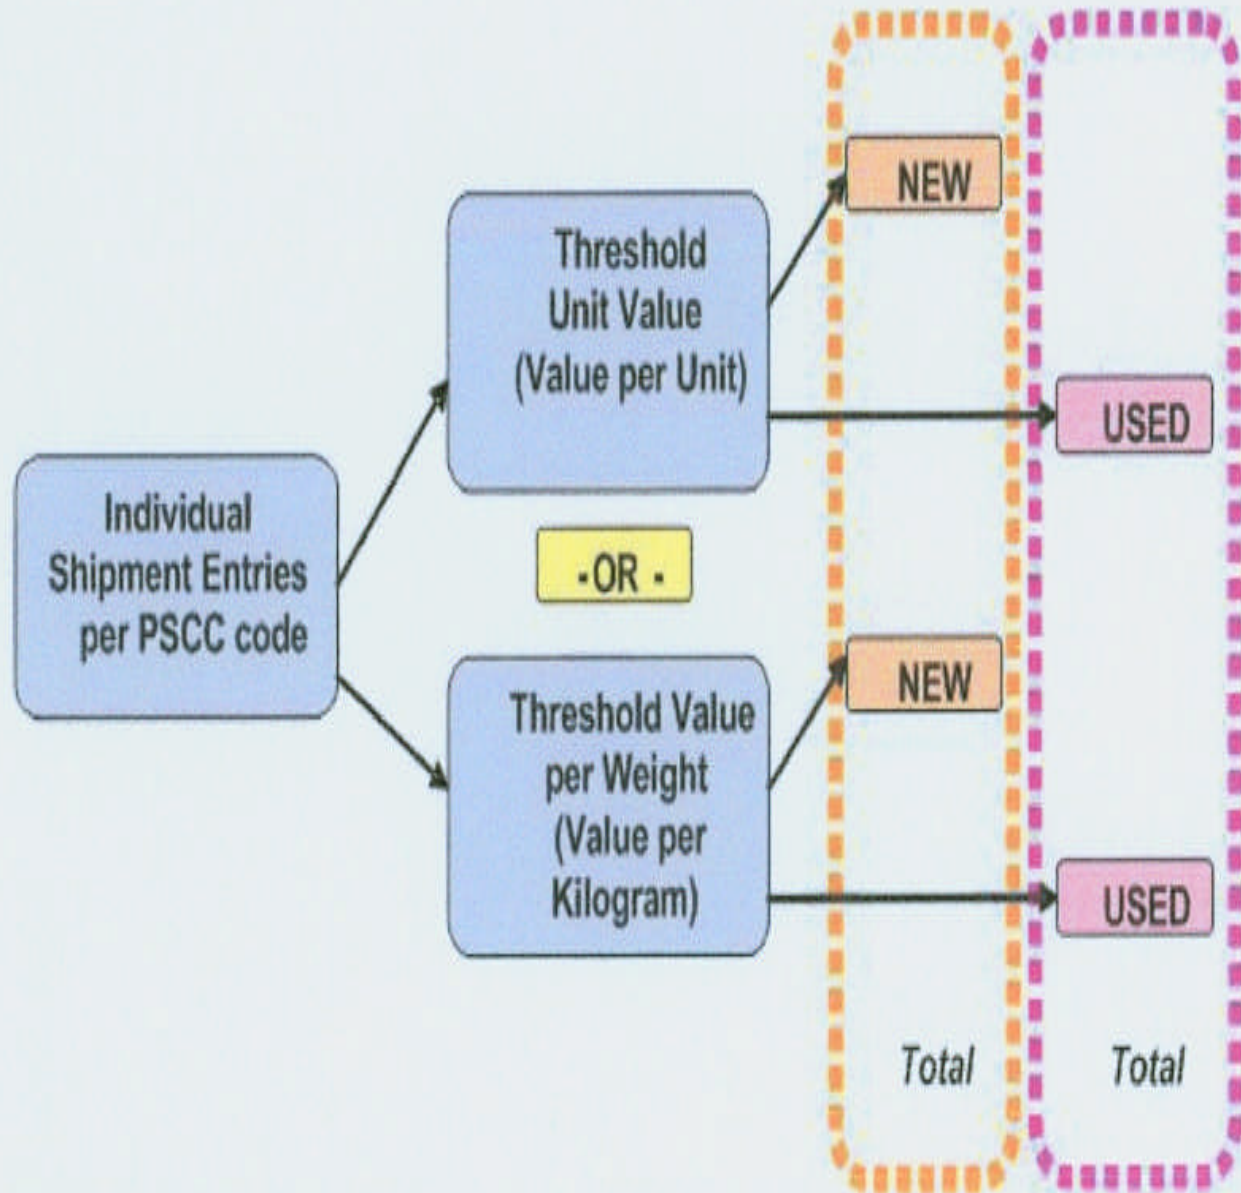 NEW
Threshold
Unit Value
(Value per Unit)
USED
Individual
Shipment Entries
per PSCC code
- OR -
NEW
Threshold Value
per Weight
(Value per
Kilogram)
USED
Total
Total